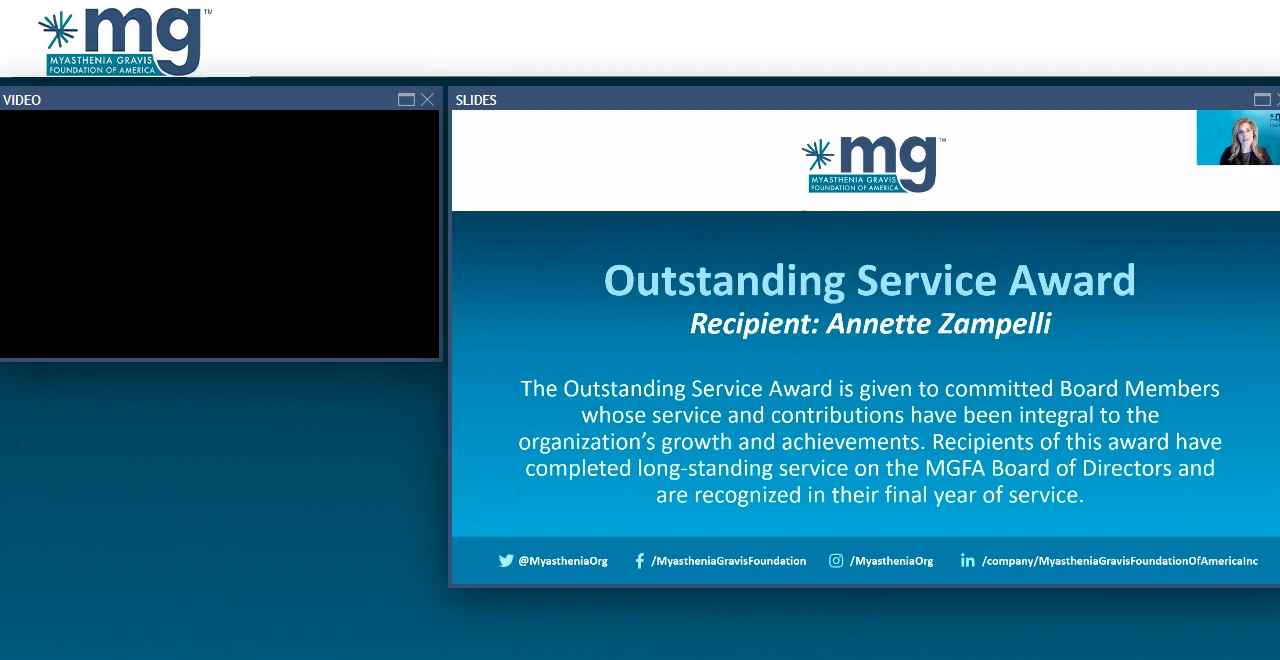 mg™
MYASTHENIA GRAVIS
FOUNDATION OF AMERICA
VIDEO
SLIDES
mg™
MYASTHENIA GRAVIS
FOUNDATION OF AMERICA
Outstanding Service Award
Recipient: Annette Zampelli
The Outstanding Service Award is given to committed Board Members
whose service and contributions have been integral to the
organization’s growth and achievements. Recipients of this award have
completed long-standing service on the MGFA Board of Directors and
are recognized in their final year of service.
@MyastheniaOrg /MyastheniaGravisFoundation /MyastheniaOrg /company/MyastheniaGravisFoundationOfAmericaInc